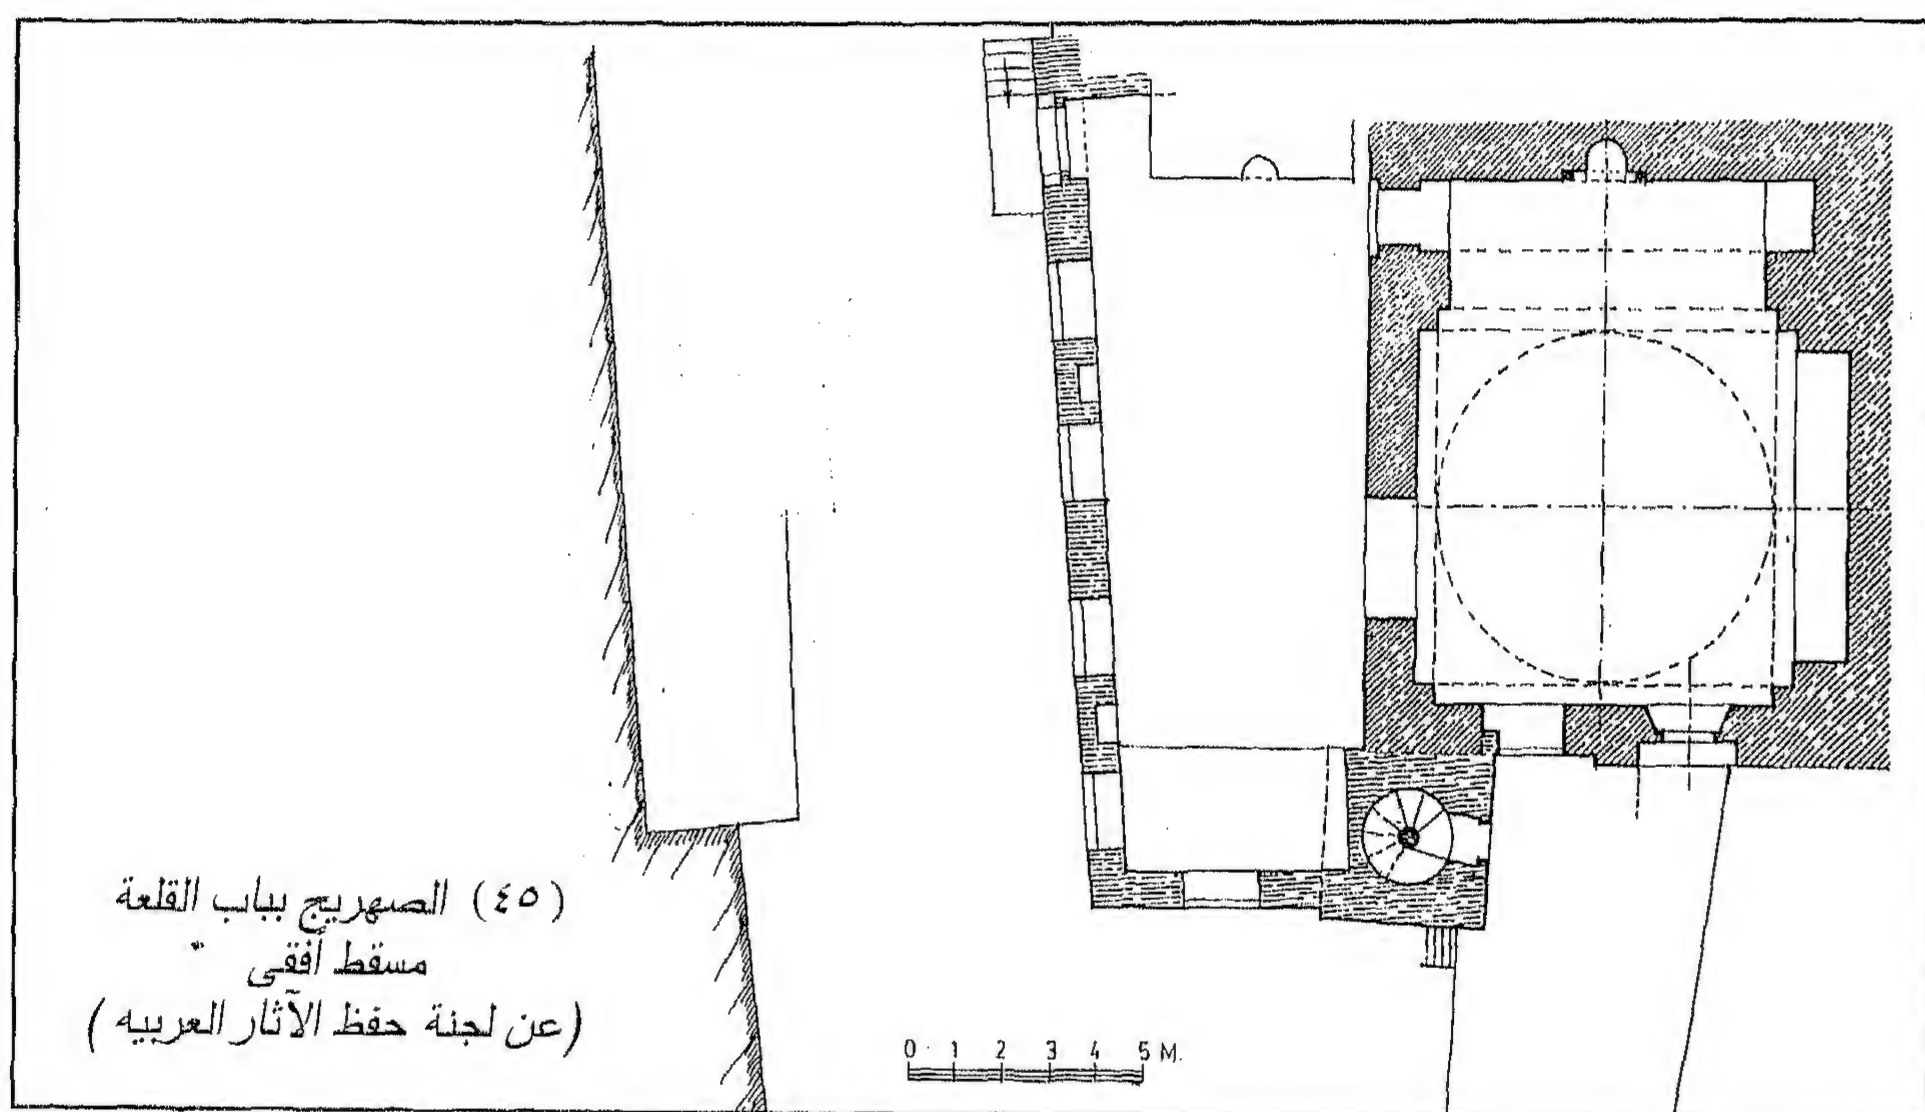 (٤٥) الصهريج بباب القلعة
مسقط أفقى
(عن لجنة حفظ الآثار العربيه)
0 1 2 3 4 5 M.